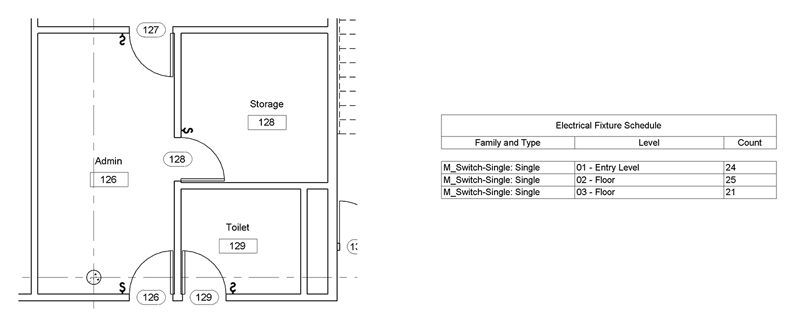 127
Storage
128
128
Admin
126
Toilet
129
126
129
Electrical Fixture Schedule
Family and Type Level Count
M_Switch-Single: Single 01 - Entry Level 24
M_Switch-Single: Single 02 - Floor 25
M_Switch-Single: Single 03 - Floor 21